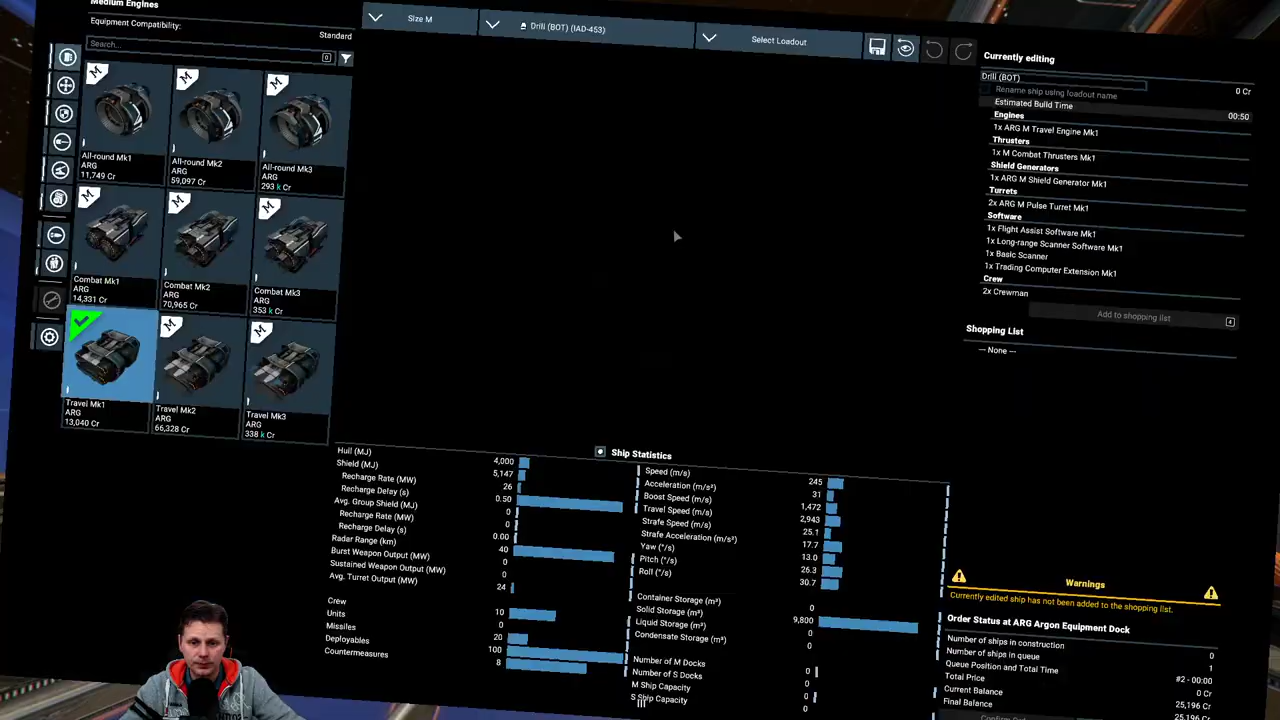 Medium Engines
Equipment Compatibility:
Standard
Search...
0
M
M
M
All-round Mk1
ARG
11,749 Cr
All-round Mk2
ARG
59,097 Cr
All-round Mk3
ARG
293 k Cr
M
M
M
Combat Mk1
ARG
14,331 Cr
Combat Mk2
ARG
70,965 Cr
Combat Mk3
ARG
353 k Cr
M
M
Travel Mk1
ARG
13,040 Cr
Travel Mk2
ARG
66,328 Cr
Travel Mk3
ARG
338 k Cr
Size M
Drill (BOT) (IAD-453)
Select Loadout
Ship Statistics
Hull (MJ) 4,000
Shield (MJ) 5,147
Recharge Rate (MW) 26
Recharge Delay (s) 0.50
Avg. Group Shield (MJ) 0
Recharge Rate (MW) 0
Recharge Delay (s) 0.00
Radar Range (km) 40
Burst Weapon Output (MW) 0
Sustained Weapon Output (MW) 0
Avg. Turret Output (MW) 24
Crew 10
Units 0
Missiles 20
Deployables 100
Countermeasures 8
Speed (m/s) 245
Acceleration (m/s²) 31
Boost Speed (m/s) 1,472
Travel Speed (m/s) 2,943
Strafe Speed (m/s) 25.1
Strafe Acceleration (m/s²) 17.7
Yaw (°/s) 13.0
Pitch (°/s) 26.3
Roll (°/s) 30.7
Container Storage (m³) 0
Solid Storage (m³) 9,800
Liquid Storage (m³) 0
Condensate Storage (m³) 0
Number of M Docks 0
Number of S Docks 0
M Ship Capacity 0
S Ship Capacity 0
Currently editing
Drill (BOT)
0 Cr
Rename ship using loadout name
Estimated Build Time 00:50
Engines
1x ARG M Travel Engine Mk1
Thrusters
1x M Combat Thrusters Mk1
Shield Generators
1x ARG M Shield Generator Mk1
Turrets
2x ARG M Pulse Turret Mk1
Software
1x Flight Assist Software Mk1
1x Long-range Scanner Software Mk1
1x Basic Scanner
1x Trading Computer Extension Mk1
Crew
2x Crewman
Add to shopping list
Shopping List
--- None ---
Warnings
Currently edited ship has not been added to the shopping list.
Order Status at ARG Argon Equipment Dock
Number of ships in construction 0
Number of ships in queue 1
Queue Position and Total Time #2 - 00:00
Total Price 0 Cr
Current Balance 25,196 Cr
Final Balance 25,196 Cr